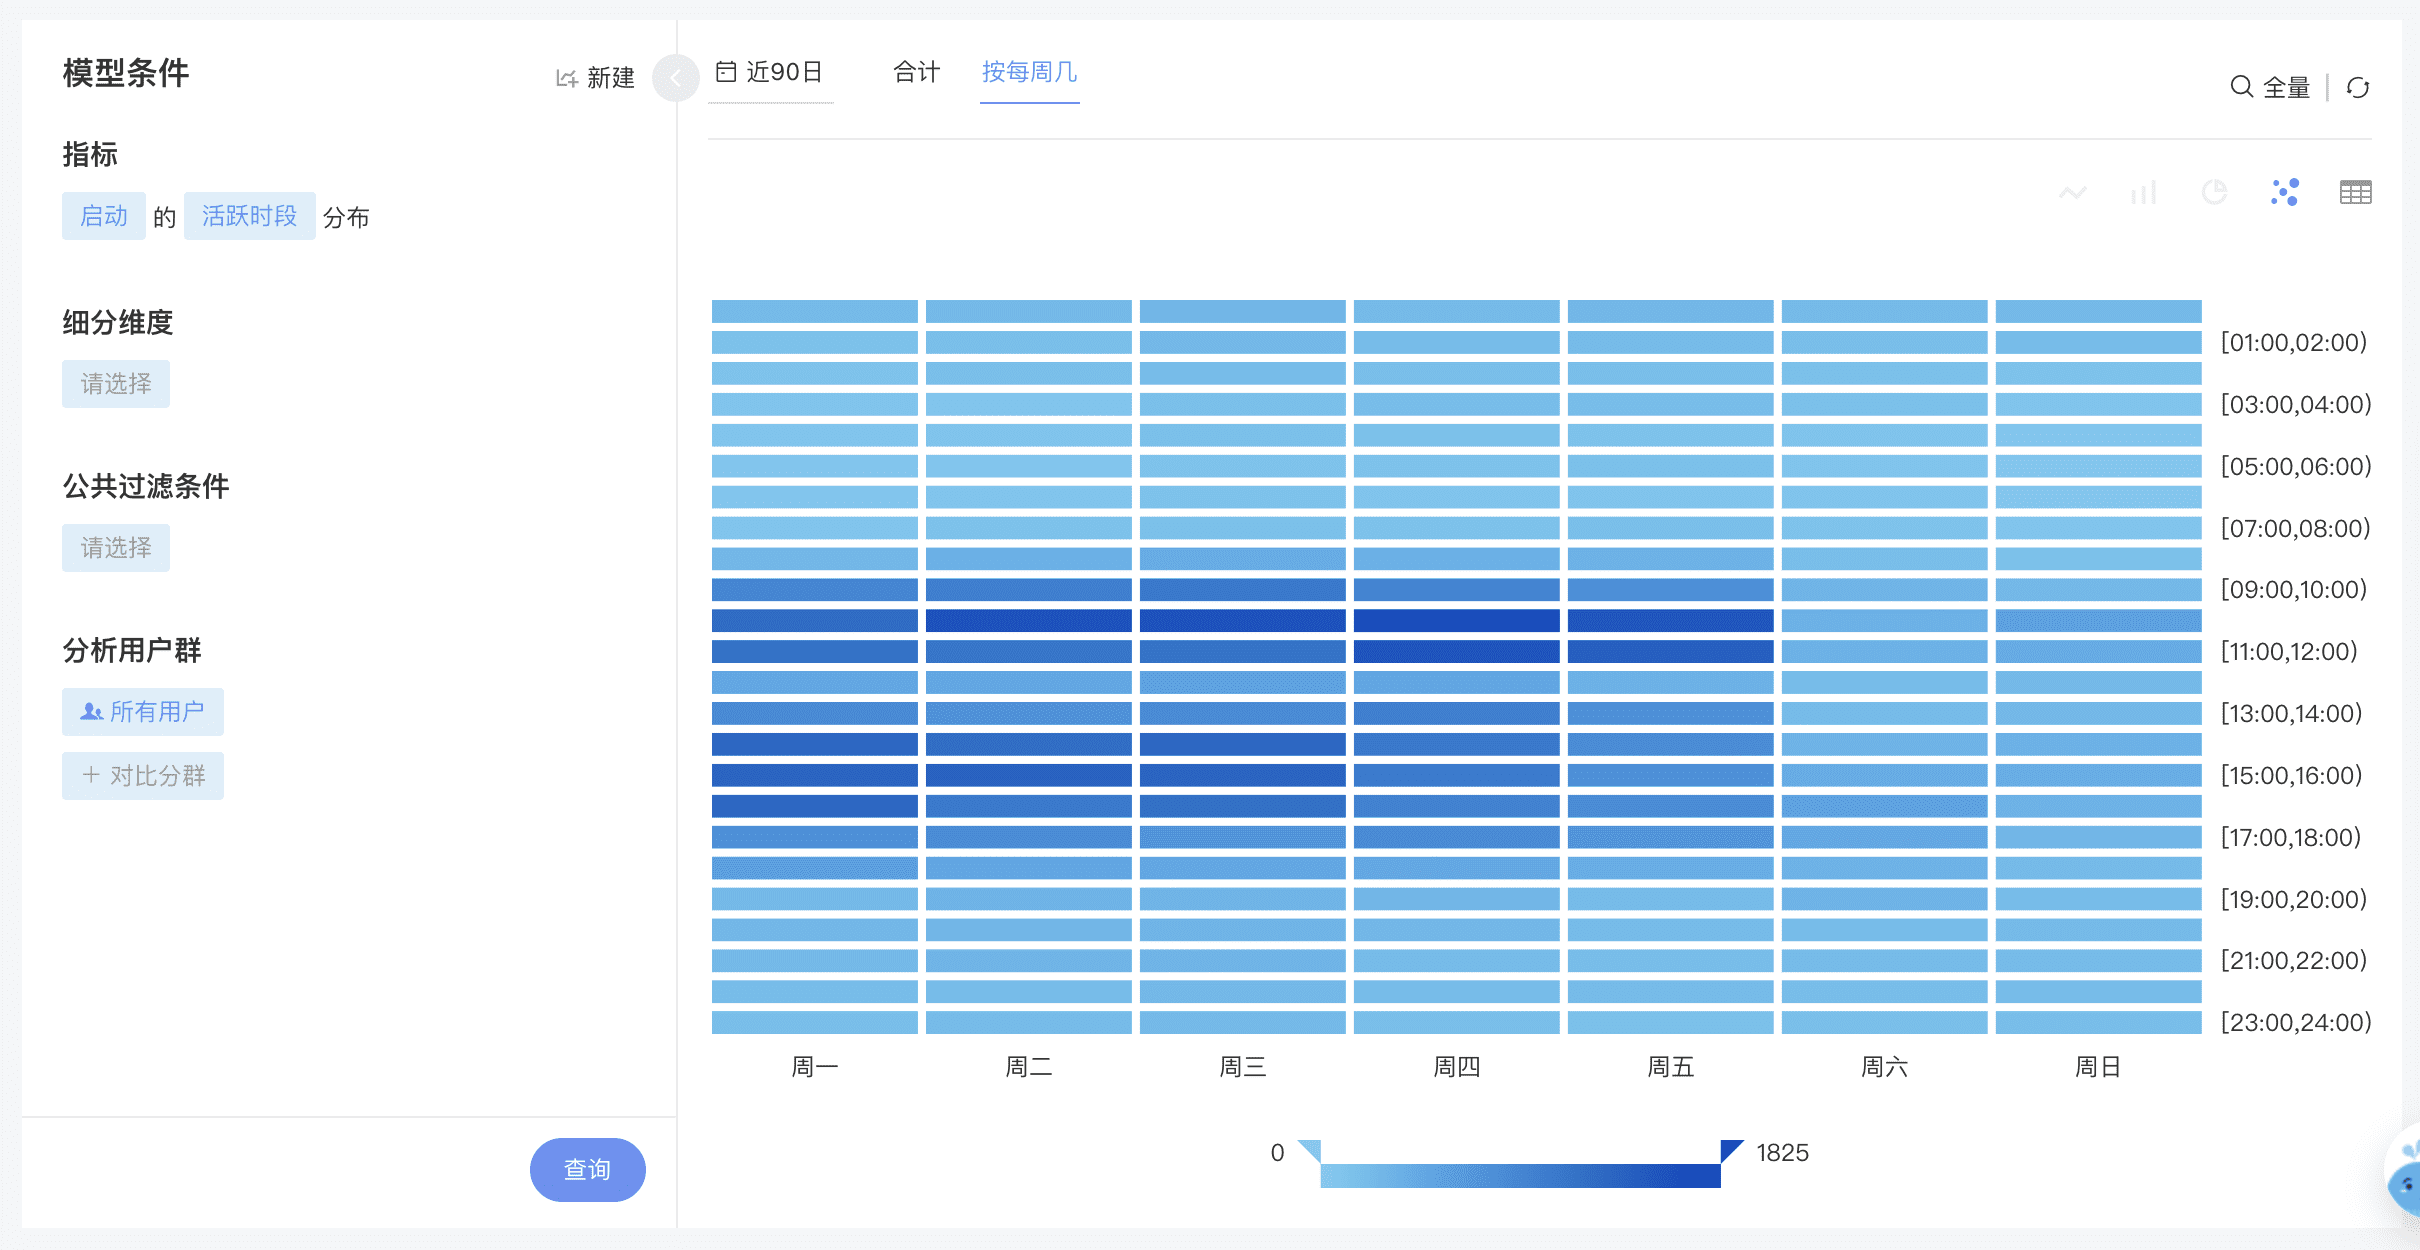 模型条件
新建
指标
启动 的 活跃时段 分布
细分维度
请选择
公共过滤条件
请选择
分析用户群
所有用户
+ 对比分群
查询
近90日
合计
按每周几
全量
[01:00,02:00)
[03:00,04:00)
[05:00,06:00)
[07:00,08:00)
[09:00,10:00)
[11:00,12:00)
[13:00,14:00)
[15:00,16:00)
[17:00,18:00)
[19:00,20:00)
[21:00,22:00)
[23:00,24:00)
周一 周二 周三 周四 周五 周六 周日
0 1825